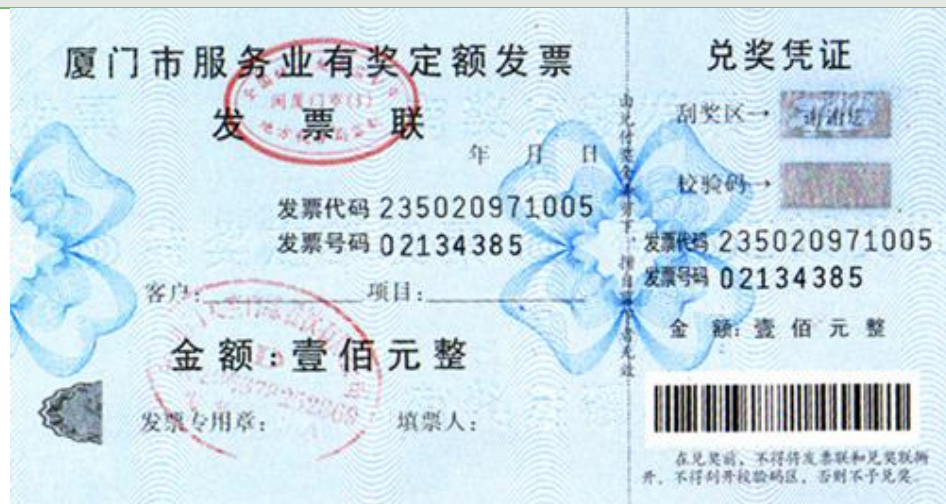 厦门市服务业有奖定额发票
发票联
年 月 日
发票代码 235020971005
发票号码 02134385
客户: 项目:
金额:壹佰元整
发票专用章: 填票人:
兑奖凭证
刮奖区→
校验码→
发票代码 235020971005
发票号码 02134385
金 额:壹佰元整
在兑奖前,不得将发票联和兑奖联撕
开,不得刮开校验码区,否则不予兑奖。